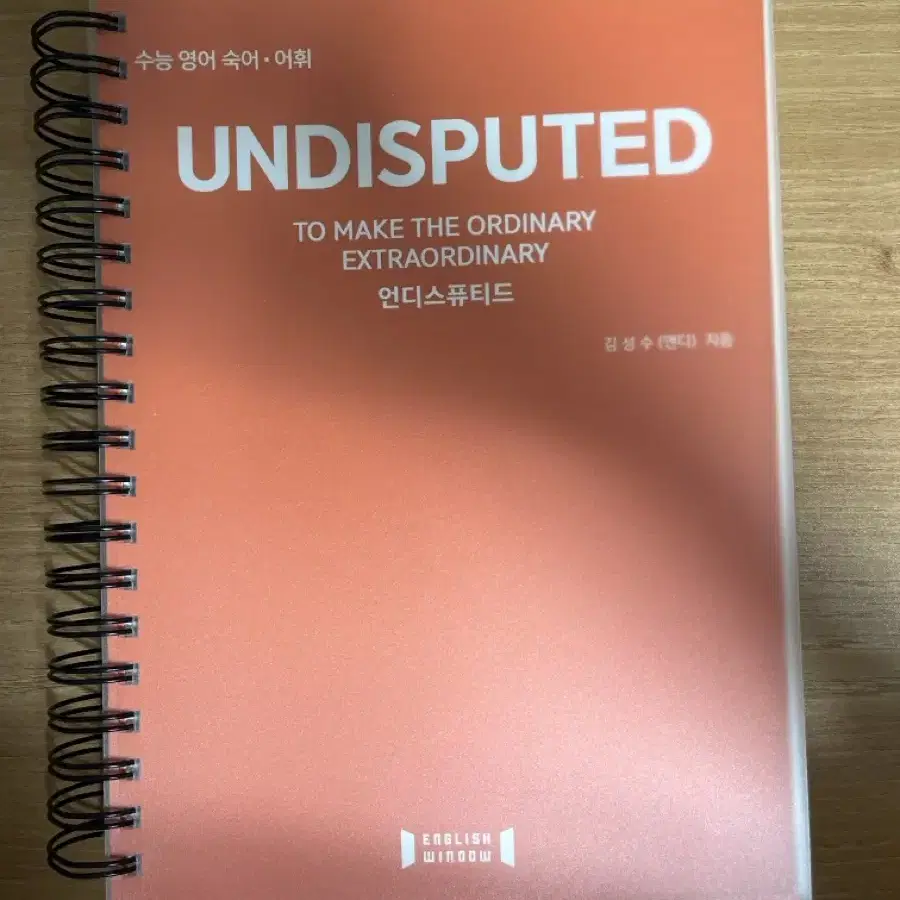 수능 영어 숙어·어휘
UNDISPUTED
TO MAKE THE ORDINARY
EXTRAORDINARY
언디스퓨티드
김성수(앤디) 지음
ENGLISH
WINDOW